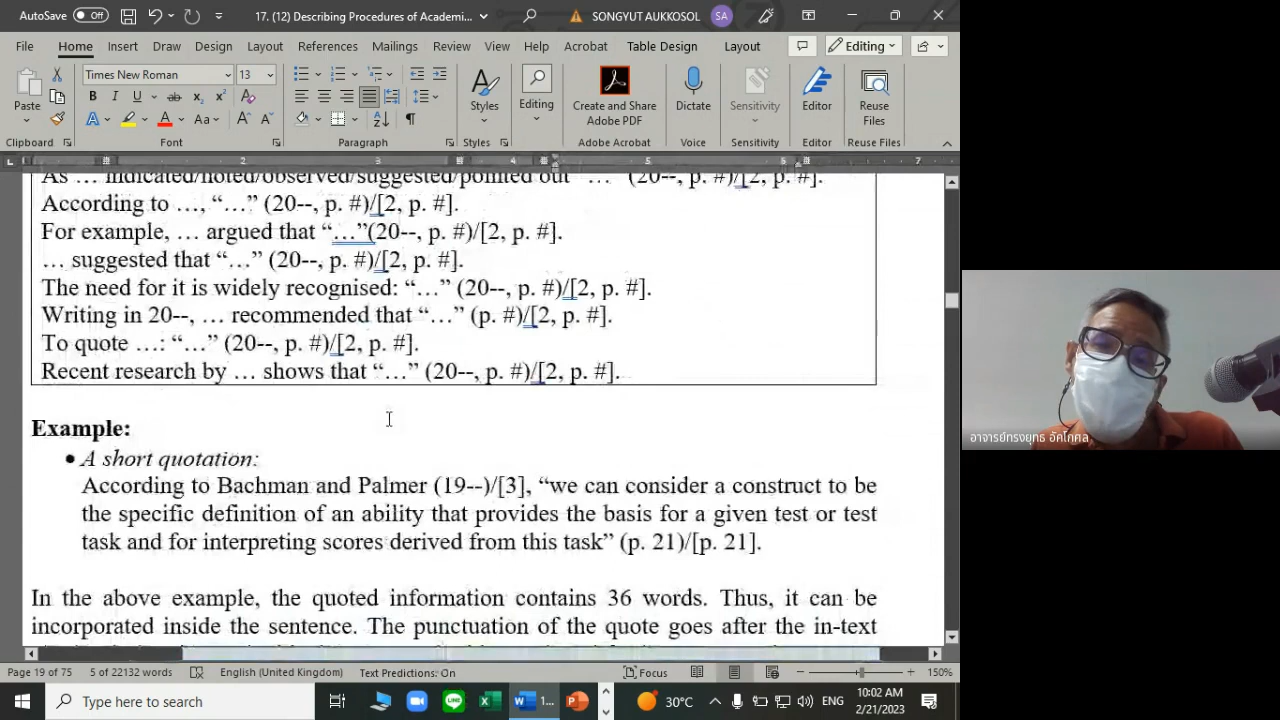 AutoSave Off 17. (12) Describing Procedures of Academi... SONGYUT AUKKOSOL SA
File Home Insert Draw Design Layout References Mailings Review View Help Acrobat Table Design Layout Editing
Times New Roman 13
Paste Styles Editing Create and Share Adobe PDF Dictate Sensitivity Editor Reuse Files
Clipboard Font Paragraph Styles Adobe Acrobat Voice Sensitivity Editor Reuse Files
2 3 4 5 6 7
As … indicated/noted/observed/suggested/pointed out “…” (20--, p. #)/[2, p. #].
According to …, “…” (20--, p. #)/[2, p. #].
For example, … argued that “…”(20--, p. #)/[2, p. #].
… suggested that “…” (20--, p. #)/[2, p. #].
The need for it is widely recognised: “…” (20--, p. #)/[2, p. #].
Writing in 20--, … recommended that “…” (p. #)/[2, p. #].
To quote …: “…” (20--, p. #)/[2, p. #].
Recent research by … shows that “…” (20--, p. #)/[2, p. #].
Example:
• A short quotation:
According to Bachman and Palmer (19--)/[3], “we can consider a construct to be
the specific definition of an ability that provides the basis for a given test or test
task and for interpreting scores derived from this task” (p. 21)/[p. 21].
In the above example, the quoted information contains 36 words. Thus, it can be
incorporated inside the sentence. The punctuation of the quote goes after the in-text
อาจารย์ทรงยุทธ อัคโกศล
Page 19 of 75 5 of 22132 words English (United Kingdom) Text Predictions: On Focus 150%
Type here to search 1... 30°C ENG 10:02 AM
2/21/2023